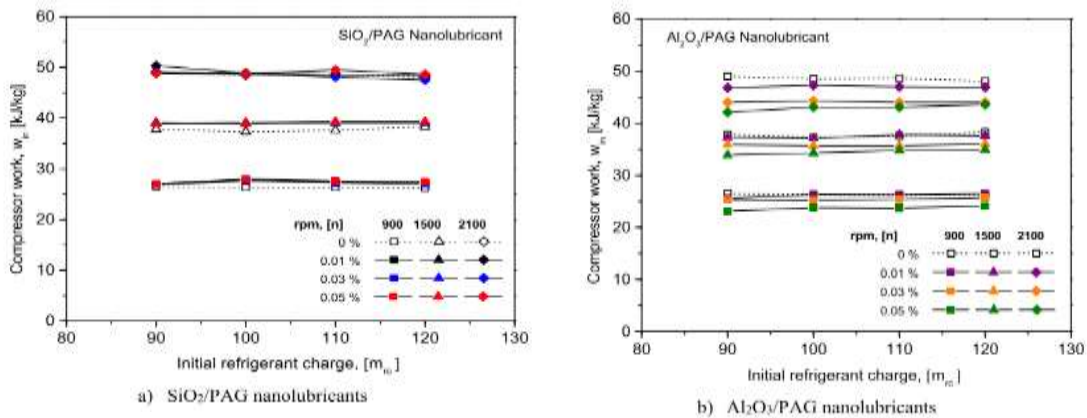 a)
60
50
40
30
20
10
0
Compressor work, w_in [kJ/kg]
SiO2/PAG Nanolubricant
rpm, [n] 900 1500 2100
0 %
0.01 %
0.03 %
0.05 %
80 90 100 110 120 130
Initial refrigerant charge, [m_ro]
a) SiO2/PAG nanolubricants
b)
60
50
40
30
20
10
0
Compressor work, w_in [kJ/kg]
Al2O3/PAG Nanolubricant
rpm, [n] 900 1500 2100
0 %
0.01 %
0.03 %
0.05 %
80 90 100 110 120 130
Initial refrigerant charge, [m_ro]
b) Al2O3/PAG nanolubricants